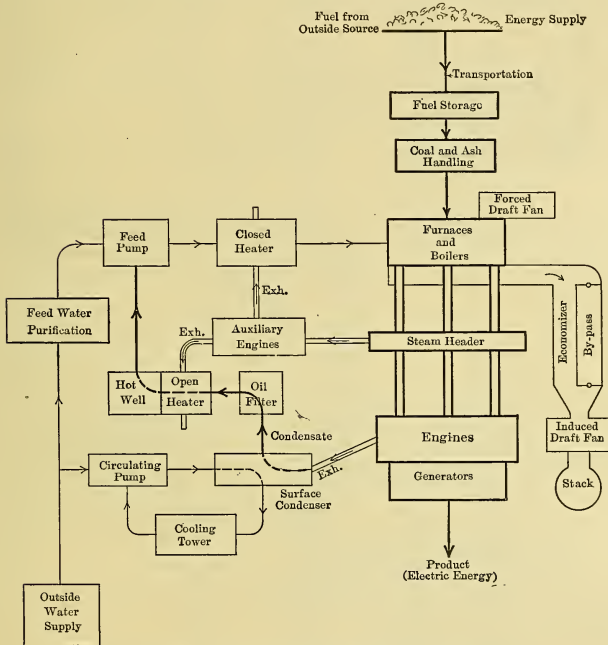 Fuel from
Outside Source
Energy Supply
Transportation
Fuel Storage
Coal and Ash
Handling
Forced
Draft Fan
Feed
Pump
Closed
Heater
Furnaces
and
Boilers
Exh.
Feed Water
Purification
Exh.
Auxiliary
Engines
Steam Header
Economizer
By-pass
Hot
Well
Open
Heater
Oil
Filter
Condensate
Engines
Induced
Draft Fan
Circulating
Pump
Exh.
Surface
Condenser
Generators
Stack
Cooling
Tower
Product
(Electric Energy)
Outside
Water
Supply